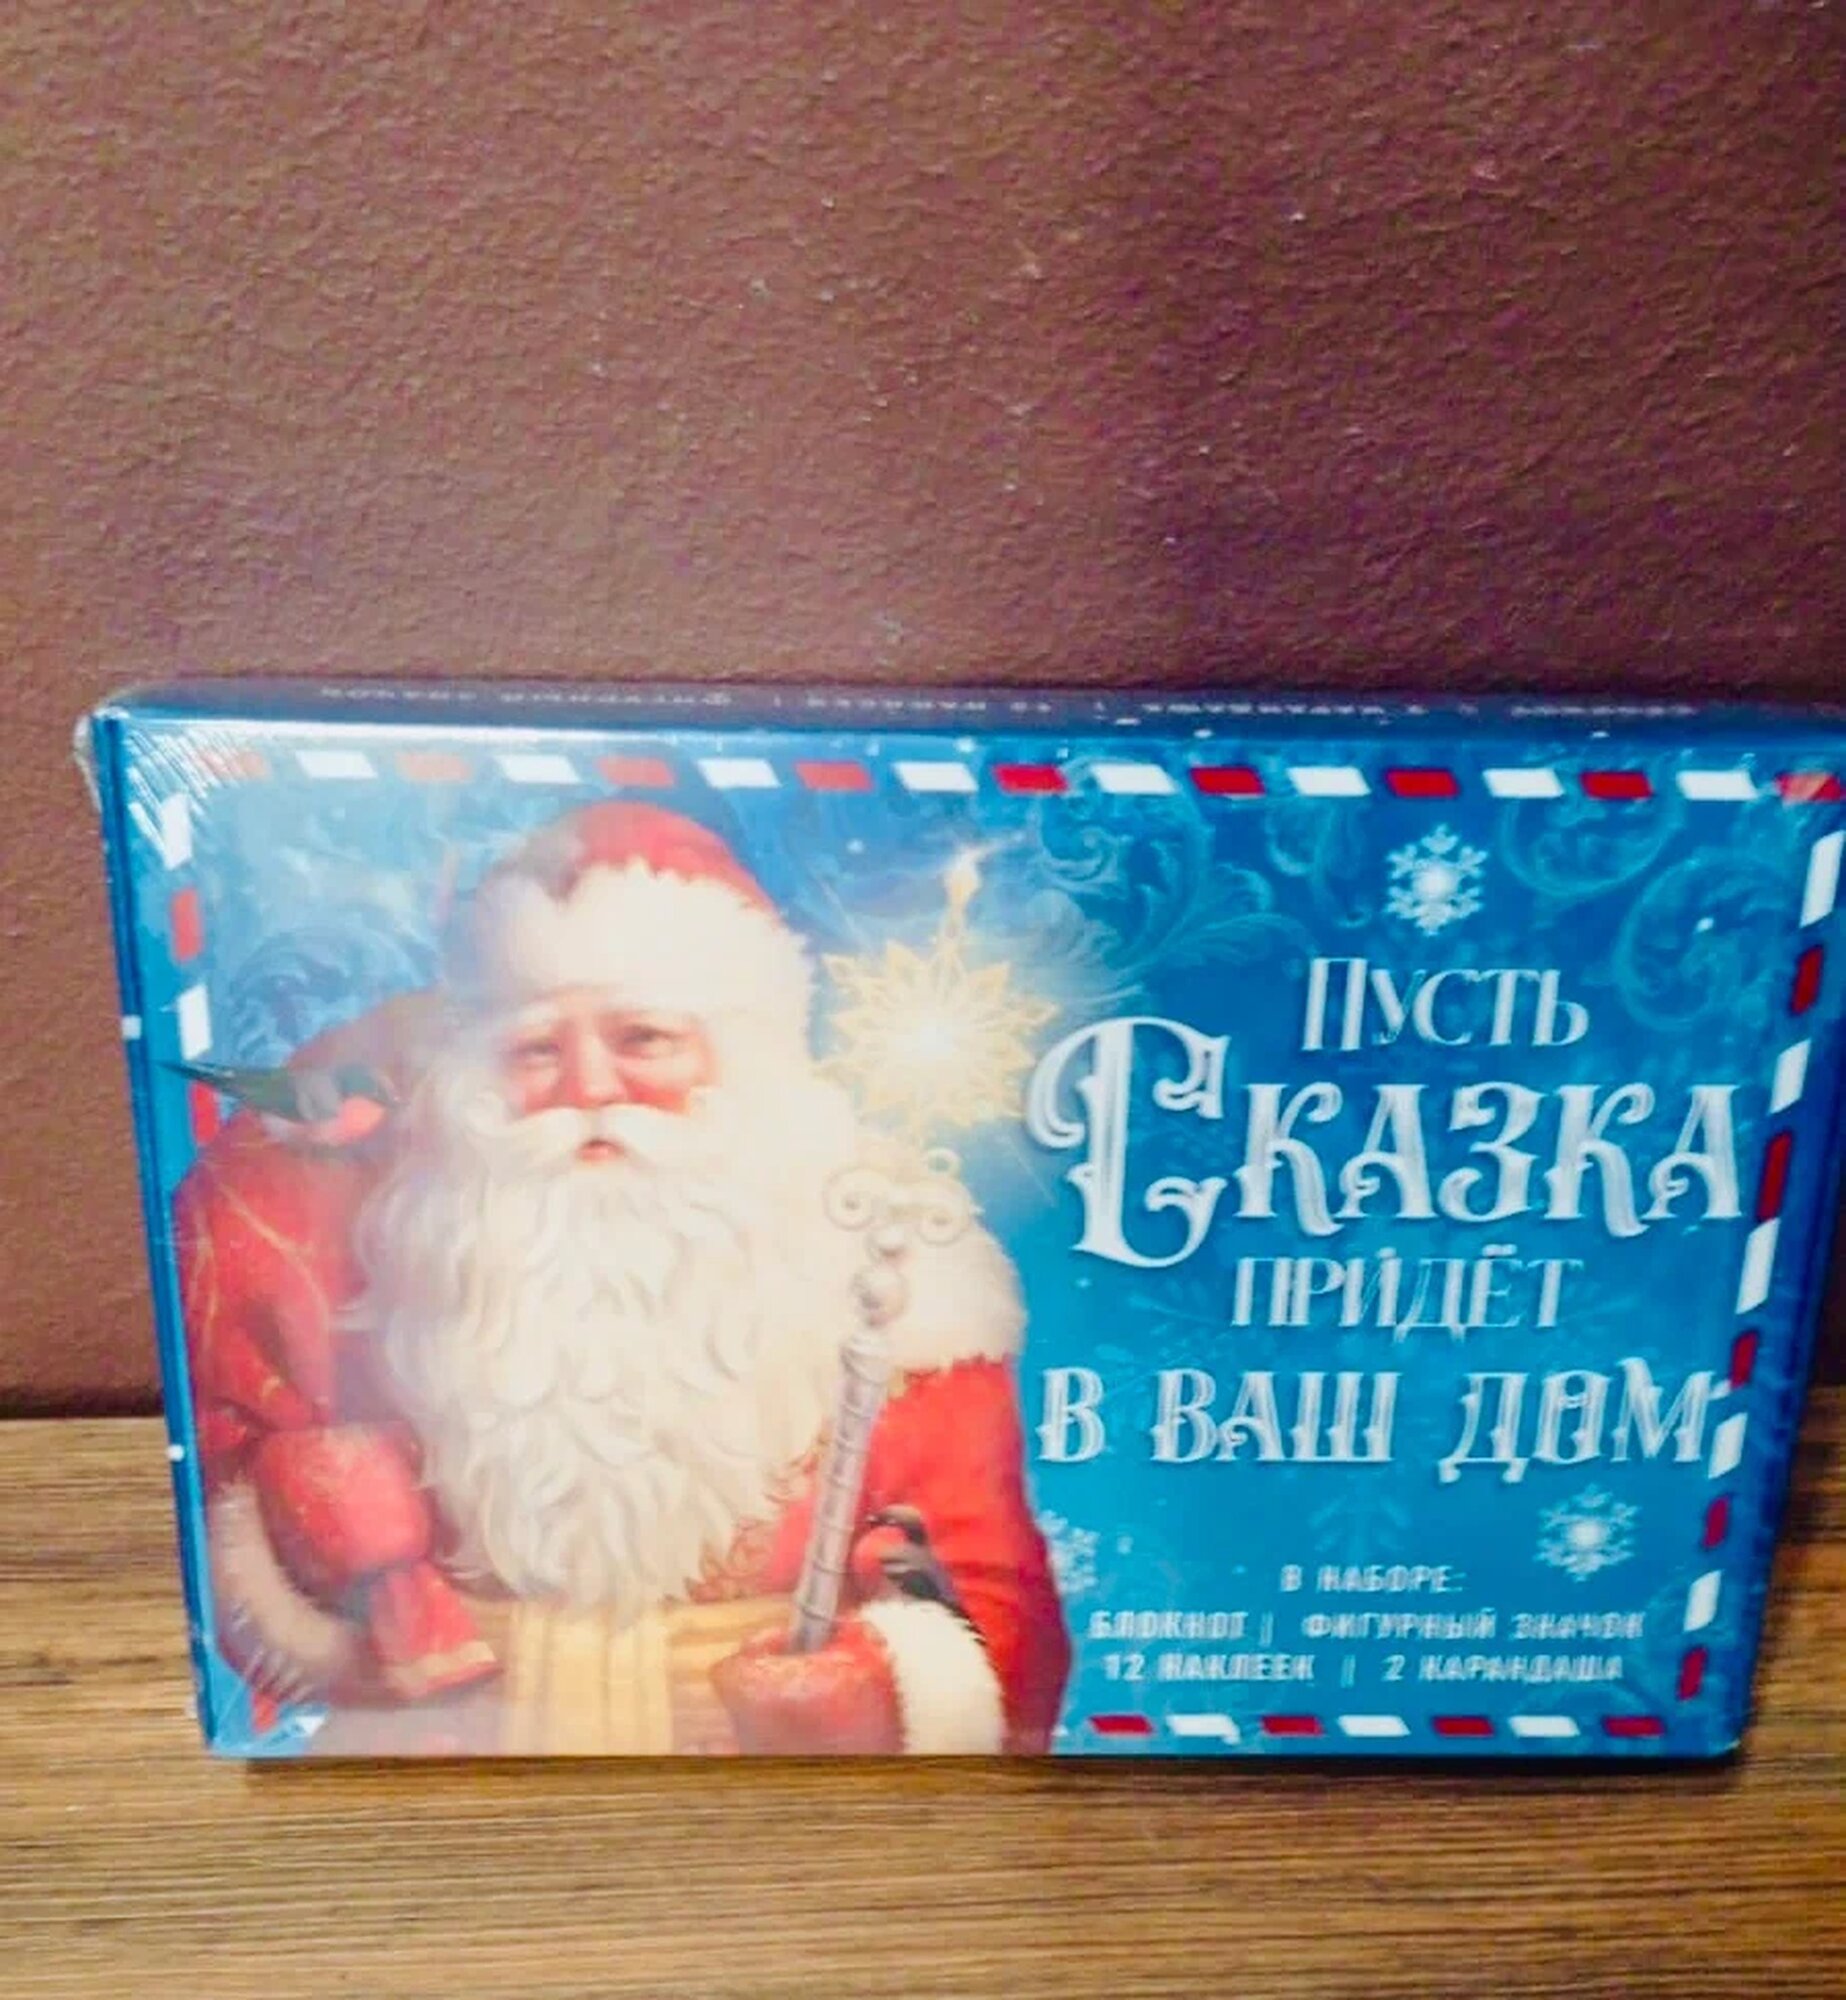 Пусть
Сказка
придёт
в ваш дом
В НАБОРЕ:
БЛОКНОТ | ФИГУРНЫЙ ЗНАЧОК
12 НАКЛЕЕК | 2 КАРАНДАША